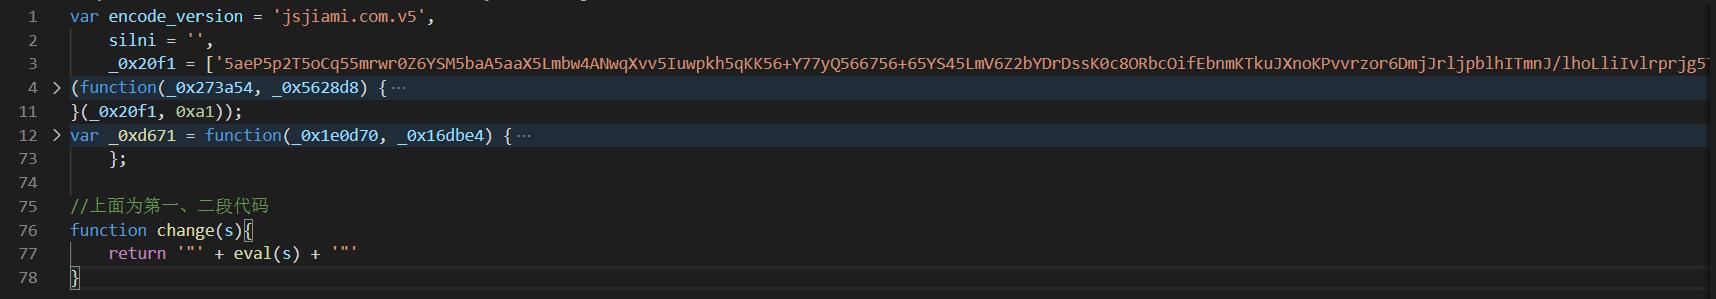 1 var encode_version = 'jsjiami.com.v5',
2 silni = '',
3 _0x20f1 = ['5aeP5p2T5oCq55mrwr0Z6YSM5baA5aaX5Lmbw4ANwqXvv5Iuwpkh5qKK56+Y77yQ566756+65YS45LmV6Z2bYDrDssK0c8ORbcOifEbnmKTkuJXnoKPvvrzor6DmjJrljpblhITmnJ/lhoLliIvlrprjg5
4 > (function(_0x273a54, _0x5628d8) { ⋯
11 }(_0x20f1, 0xa1));
12 > var _0xd671 = function(_0x1e0d70, _0x16dbe4) { ⋯
73 };
74
75 //上面为第一、二段代码
76 function change(s){
77 return '"' + eval(s) + '"'
78 }